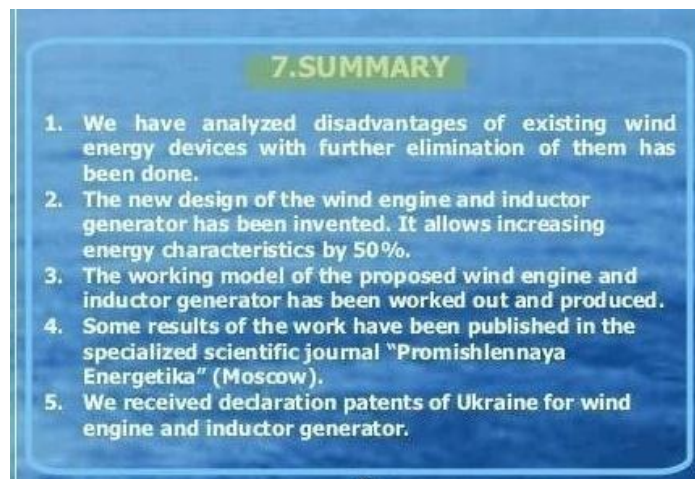 7.SUMMARY
1. We have analyzed disadvantages of existing wind
energy devices with further elimination of them has
been done.
2. The new design of the wind engine and inductor
generator has been invented. It allows increasing
energy characteristics by 50%.
3. The working model of the proposed wind engine and
inductor generator has been worked out and produced.
4. Some results of the work have been published in the
specialized scientific journal "Promishlennaya
Energetika" (Moscow).
5. We received declaration patents of Ukraine for wind
engine and inductor generator.